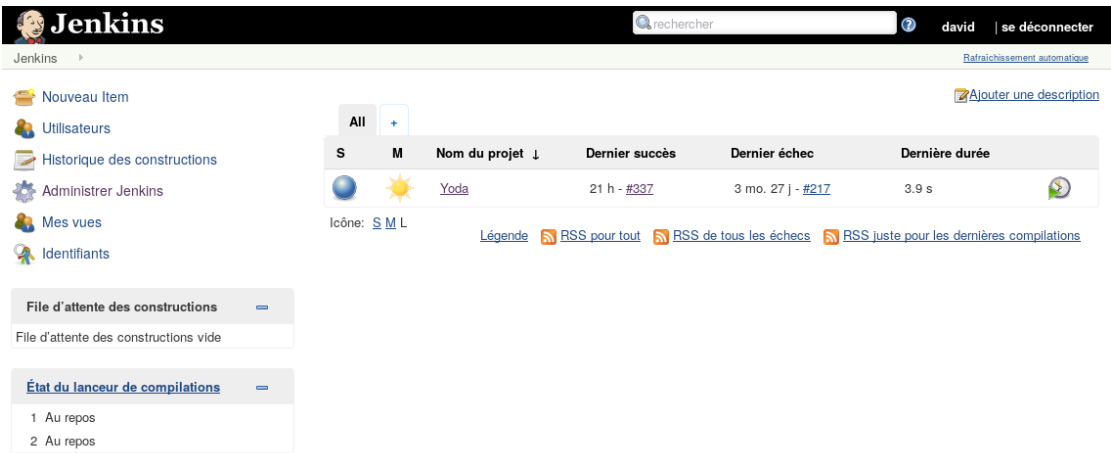 Jenkins
rechercher
david | se déconnecter
Jenkins
Rafraîchissement automatique
Nouveau Item
Utilisateurs
Historique des constructions
Administrer Jenkins
Mes vues
Identifiants
File d'attente des constructions
File d'attente des constructions vide
État du lanceur de compilations
1 Au repos
2 Au repos
Ajouter une description
All +
S M Nom du projet ↓ Dernier succès Dernier échec Dernière durée
Yoda 21 h - #337 3 mo. 27 j - #217 3.9 s
Icône: S M L
Légende RSS pour tout RSS de tous les échecs RSS juste pour les dernières compilations